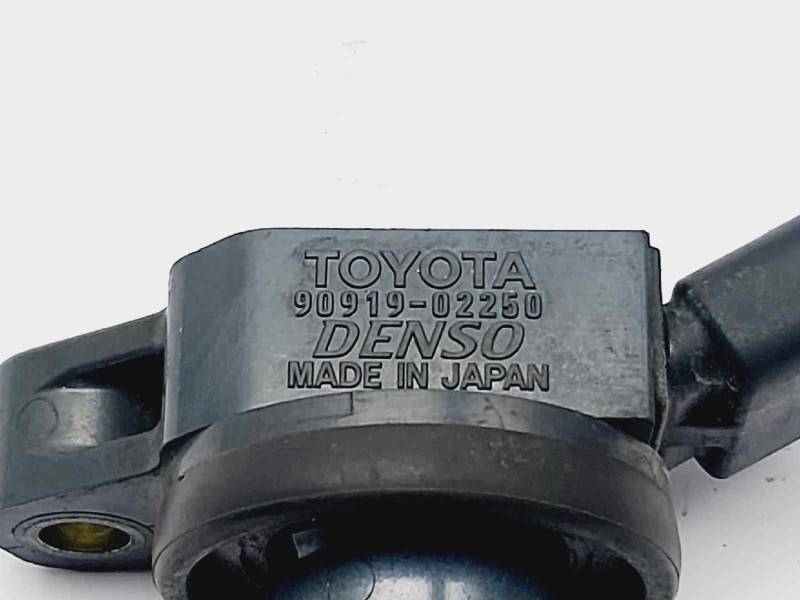 TOYOTA
90919-02250
DENSO
MADE IN JAPAN